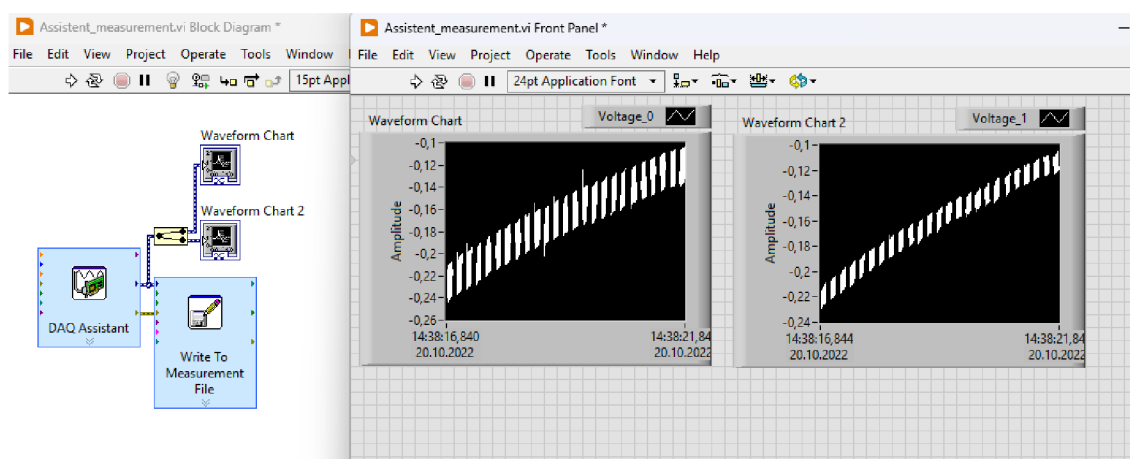 Assistent_measurement.vi Block Diagram *
File Edit View Project Operate Tools Window
15pt Appl
Waveform Chart
Waveform Chart 2
DAQ Assistant
Write To
Measurement
File
Assistent_measurement.vi Front Panel *
File Edit View Project Operate Tools Window Help
24pt Application Font
Waveform Chart
Voltage_0
Amplitude
-0,1
-0,12
-0,14
-0,16
-0,18
-0,2
-0,22
-0,24
-0,26
14:38:16,840
20.10.2022
14:38:21,84
20.10.2022
Waveform Chart 2
Voltage_1
Amplitude
-0,1
-0,12
-0,14
-0,16
-0,18
-0,2
-0,22
-0,24
14:38:16,844
20.10.2022
14:38:21,84
20.10.2022